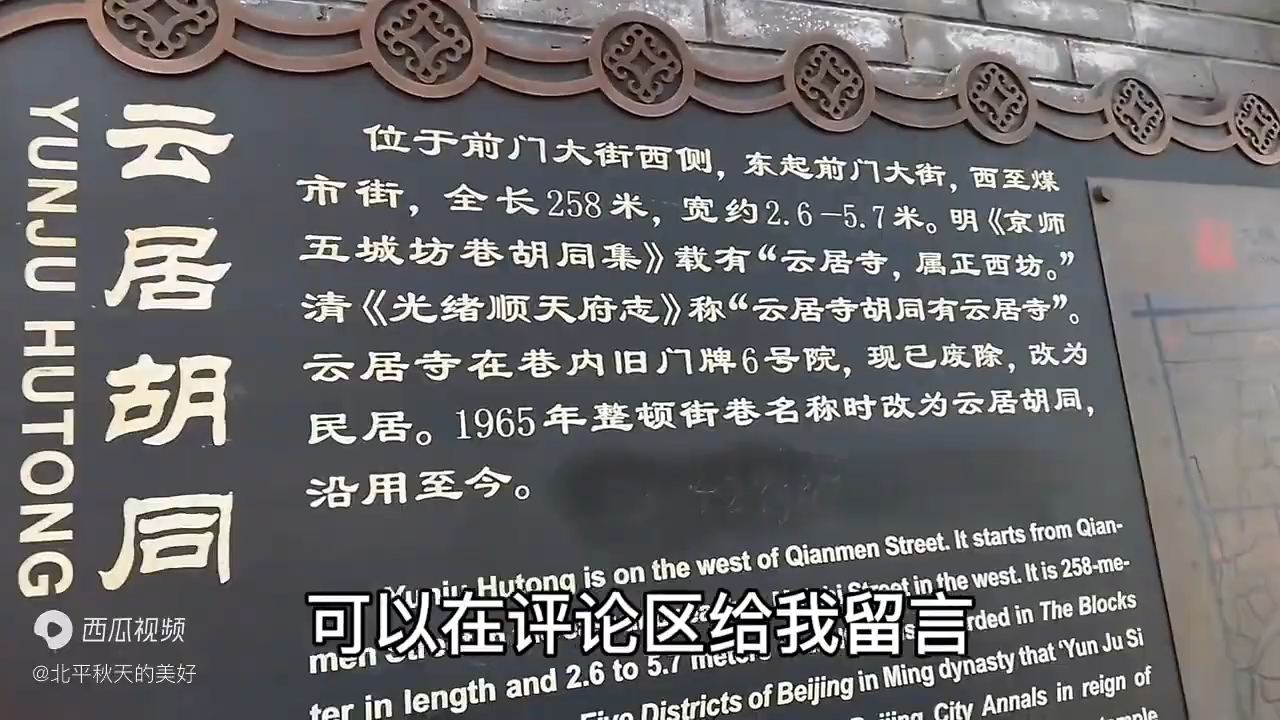 云居胡同
YUNJU HUTONG
位于前门大街西侧，东起前门大街，西至煤
市街，全长258米，宽约2.6－5.7米。明《京师
五城坊巷胡同集》载有“云居寺，属正西坊。”
清《光绪顺天府志》称“云居寺胡同有云居寺”。
云居寺在巷内旧门牌6号院，现已废除，改为
民居。1965年整顿街巷名称时改为云居胡同，
沿用至今。
Yunju Hutong is on the west of Qianmen Street. It starts from Qian-
men Street in the west. It is 258-me-
ter in length and 2.6 to 5.7 meters rded in The Blocks
Five Districts of Beijing in Ming dynasty that ‘Yun Ju Si
City Annals in reign of
可以在评论区给我留言
西瓜视频
@北平秋天的美好